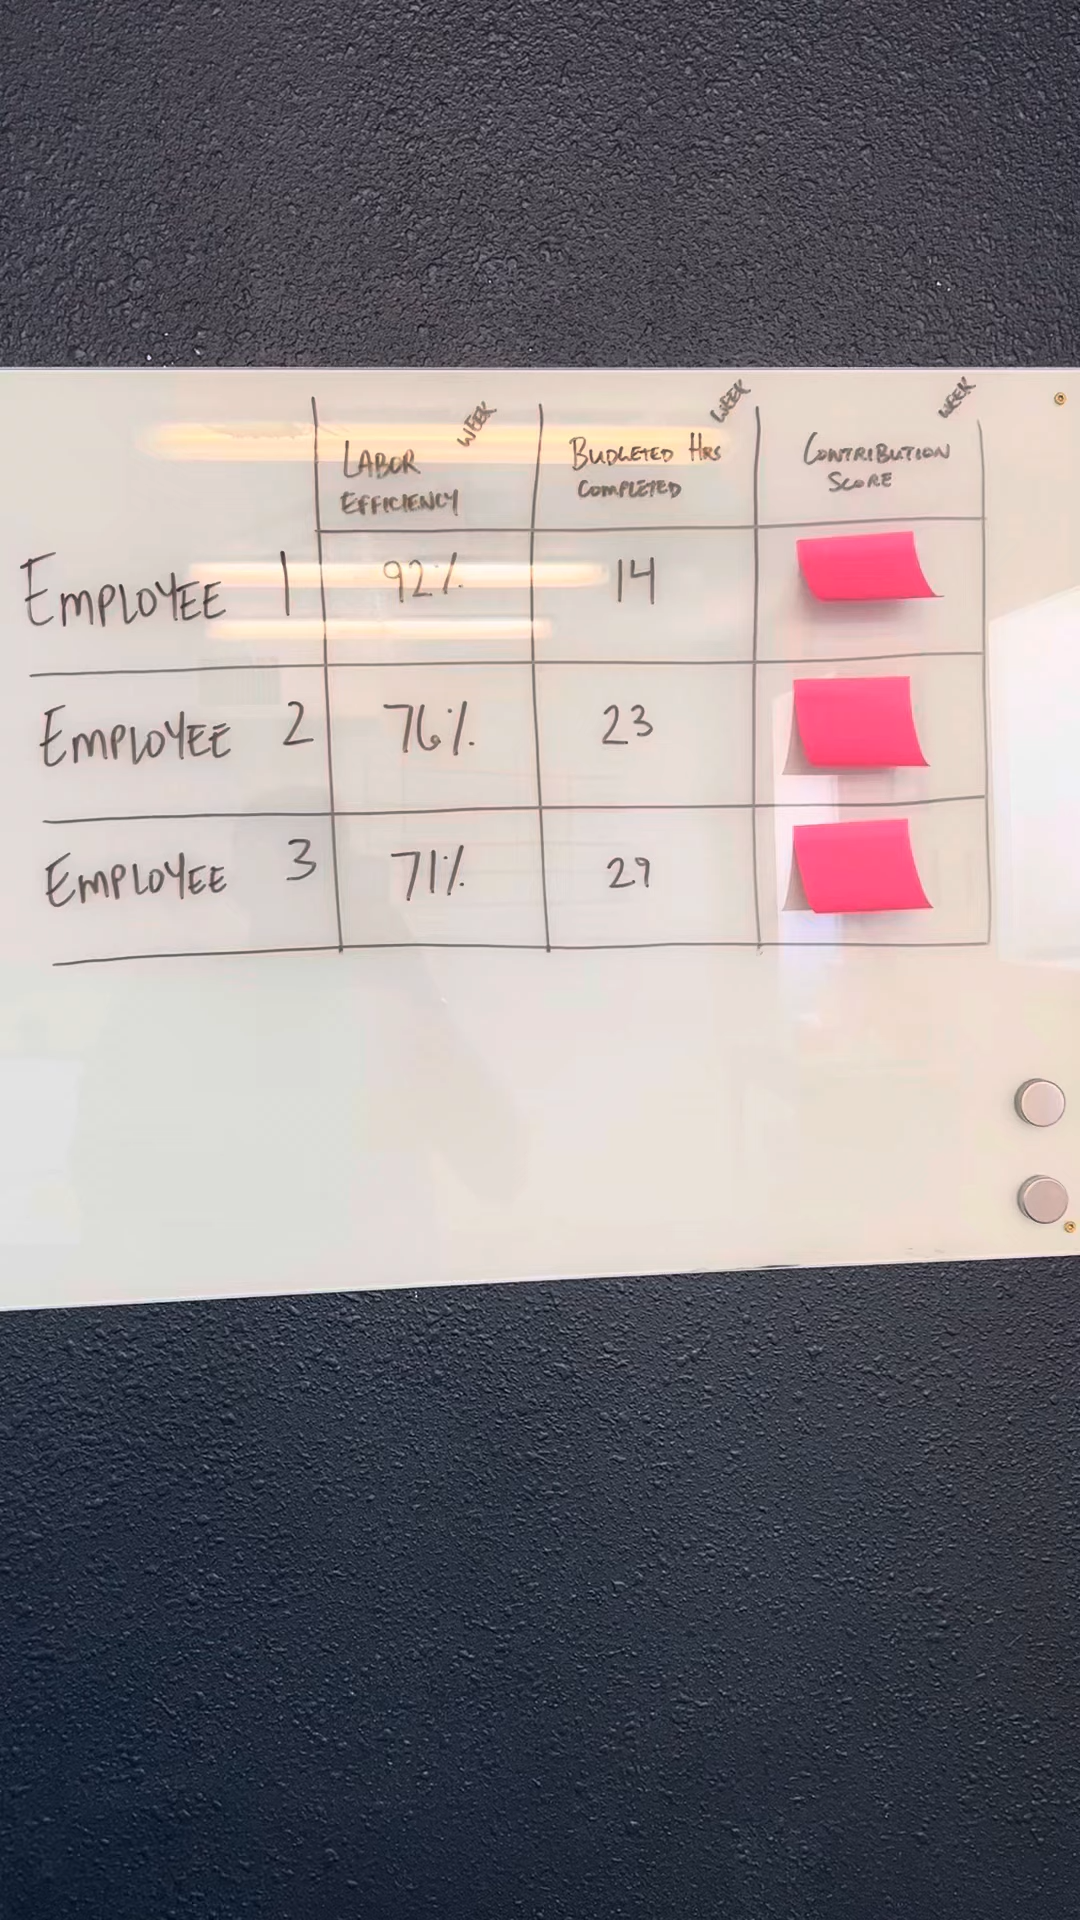 WEEK WEEK WEEK
LABOR EFFICIENCY BUDGETED HRS COMPLETED CONTRIBUTION SCORE
EMPLOYEE 1 92% 14
EMPLOYEE 2 76% 23
EMPLOYEE 3 71% 29